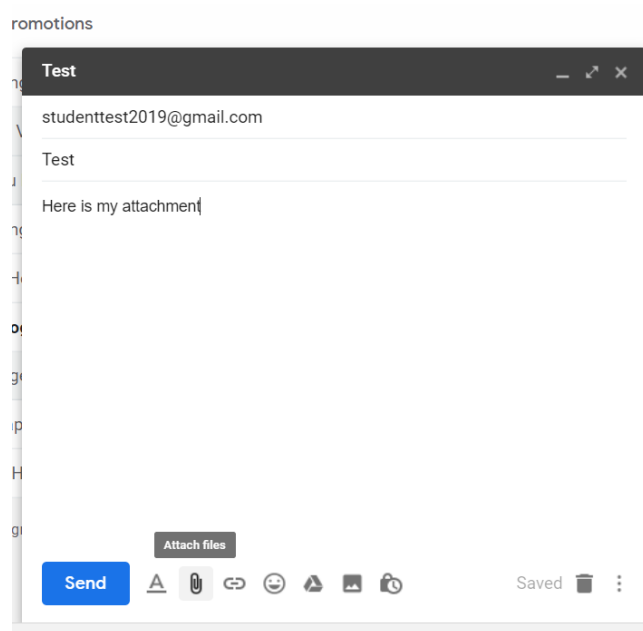 romotions
Test
studenttest2019@gmail.com
Test
Here is my attachment
Attach files
Send
Saved